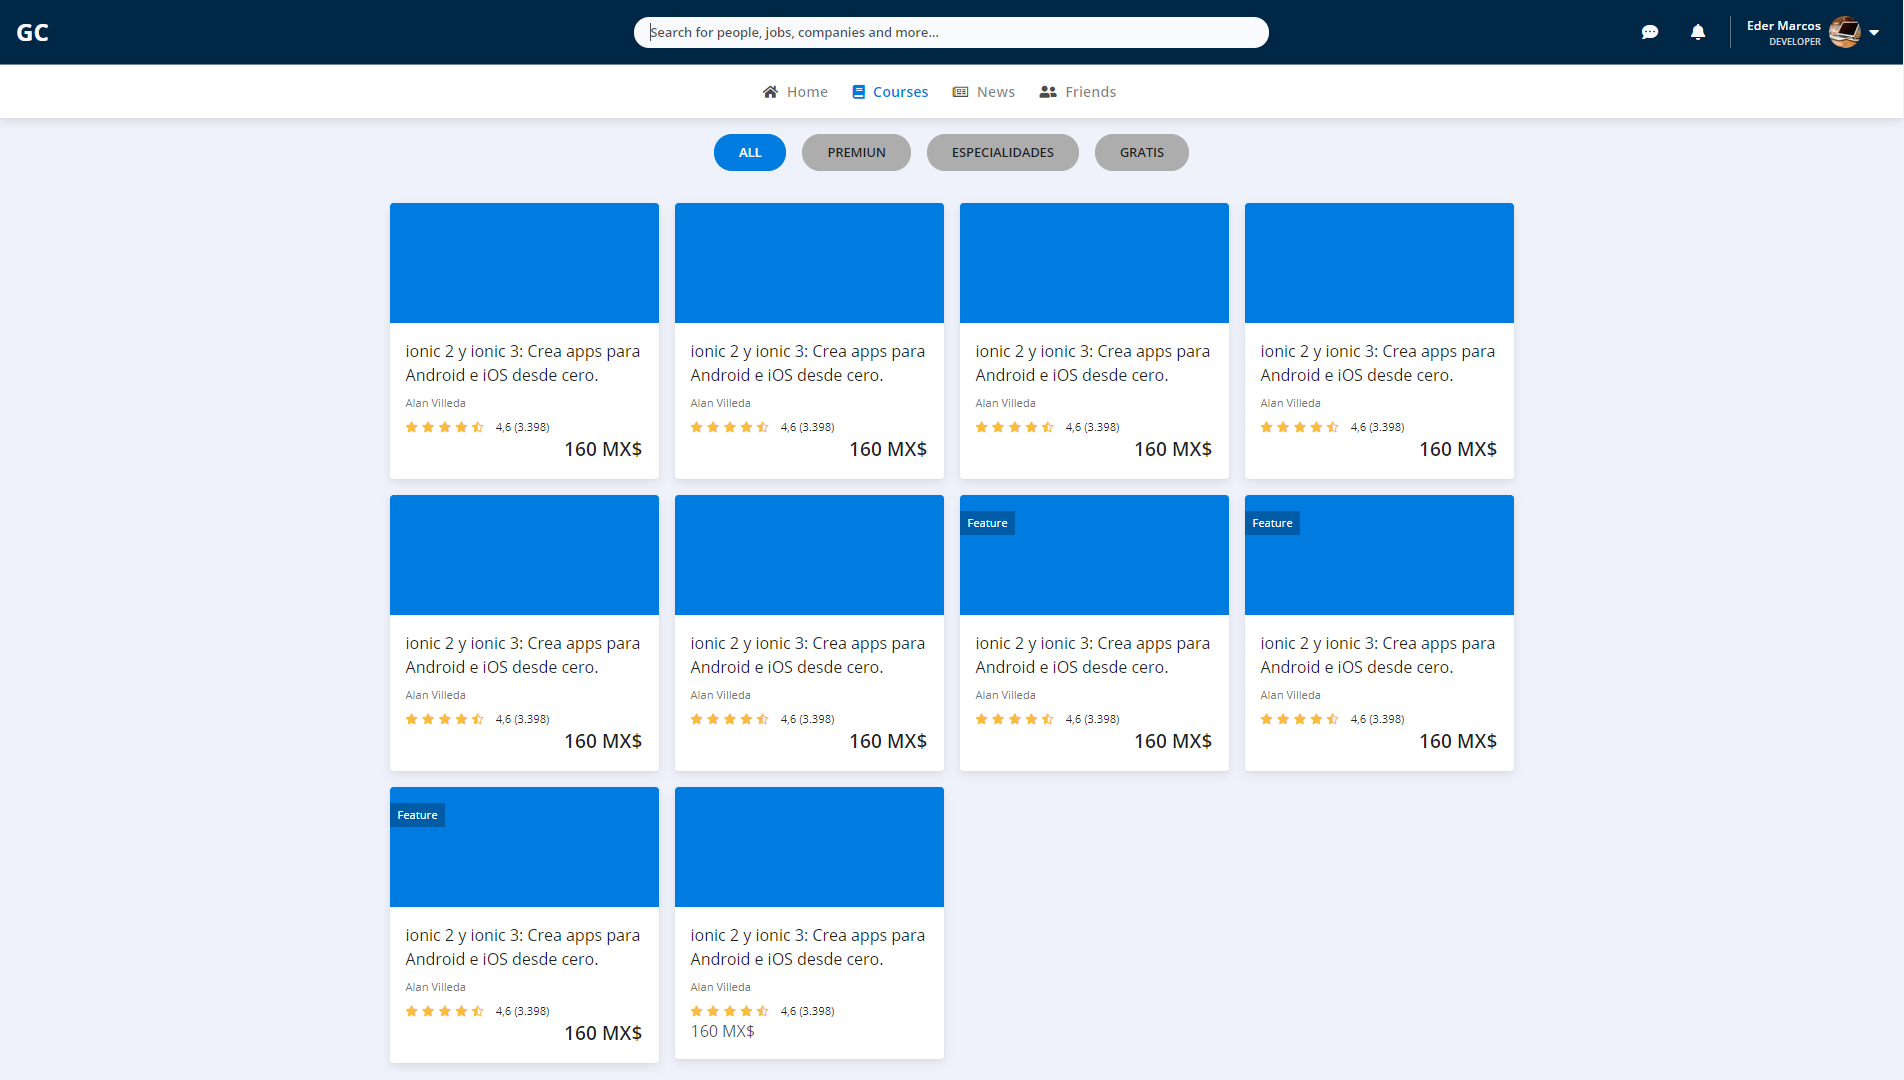 GC
Search for people, jobs, companies and more...
Eder Marcos
DEVELOPER
Home
Courses
News
Friends
ALL
PREMIUN
ESPECIALIDADES
GRATIS
ionic 2 y ionic 3: Crea apps para
Android e iOS desde cero.
Alan Villeda
4,6 (3.398)
160 MX$
ionic 2 y ionic 3: Crea apps para
Android e iOS desde cero.
Alan Villeda
4,6 (3.398)
160 MX$
ionic 2 y ionic 3: Crea apps para
Android e iOS desde cero.
Alan Villeda
4,6 (3.398)
160 MX$
ionic 2 y ionic 3: Crea apps para
Android e iOS desde cero.
Alan Villeda
4,6 (3.398)
160 MX$
ionic 2 y ionic 3: Crea apps para
Android e iOS desde cero.
Alan Villeda
4,6 (3.398)
160 MX$
ionic 2 y ionic 3: Crea apps para
Android e iOS desde cero.
Alan Villeda
4,6 (3.398)
160 MX$
Feature
ionic 2 y ionic 3: Crea apps para
Android e iOS desde cero.
Alan Villeda
4,6 (3.398)
160 MX$
Feature
ionic 2 y ionic 3: Crea apps para
Android e iOS desde cero.
Alan Villeda
4,6 (3.398)
160 MX$
Feature
ionic 2 y ionic 3: Crea apps para
Android e iOS desde cero.
Alan Villeda
4,6 (3.398)
160 MX$
ionic 2 y ionic 3: Crea apps para
Android e iOS desde cero.
Alan Villeda
4,6 (3.398)
160 MX$